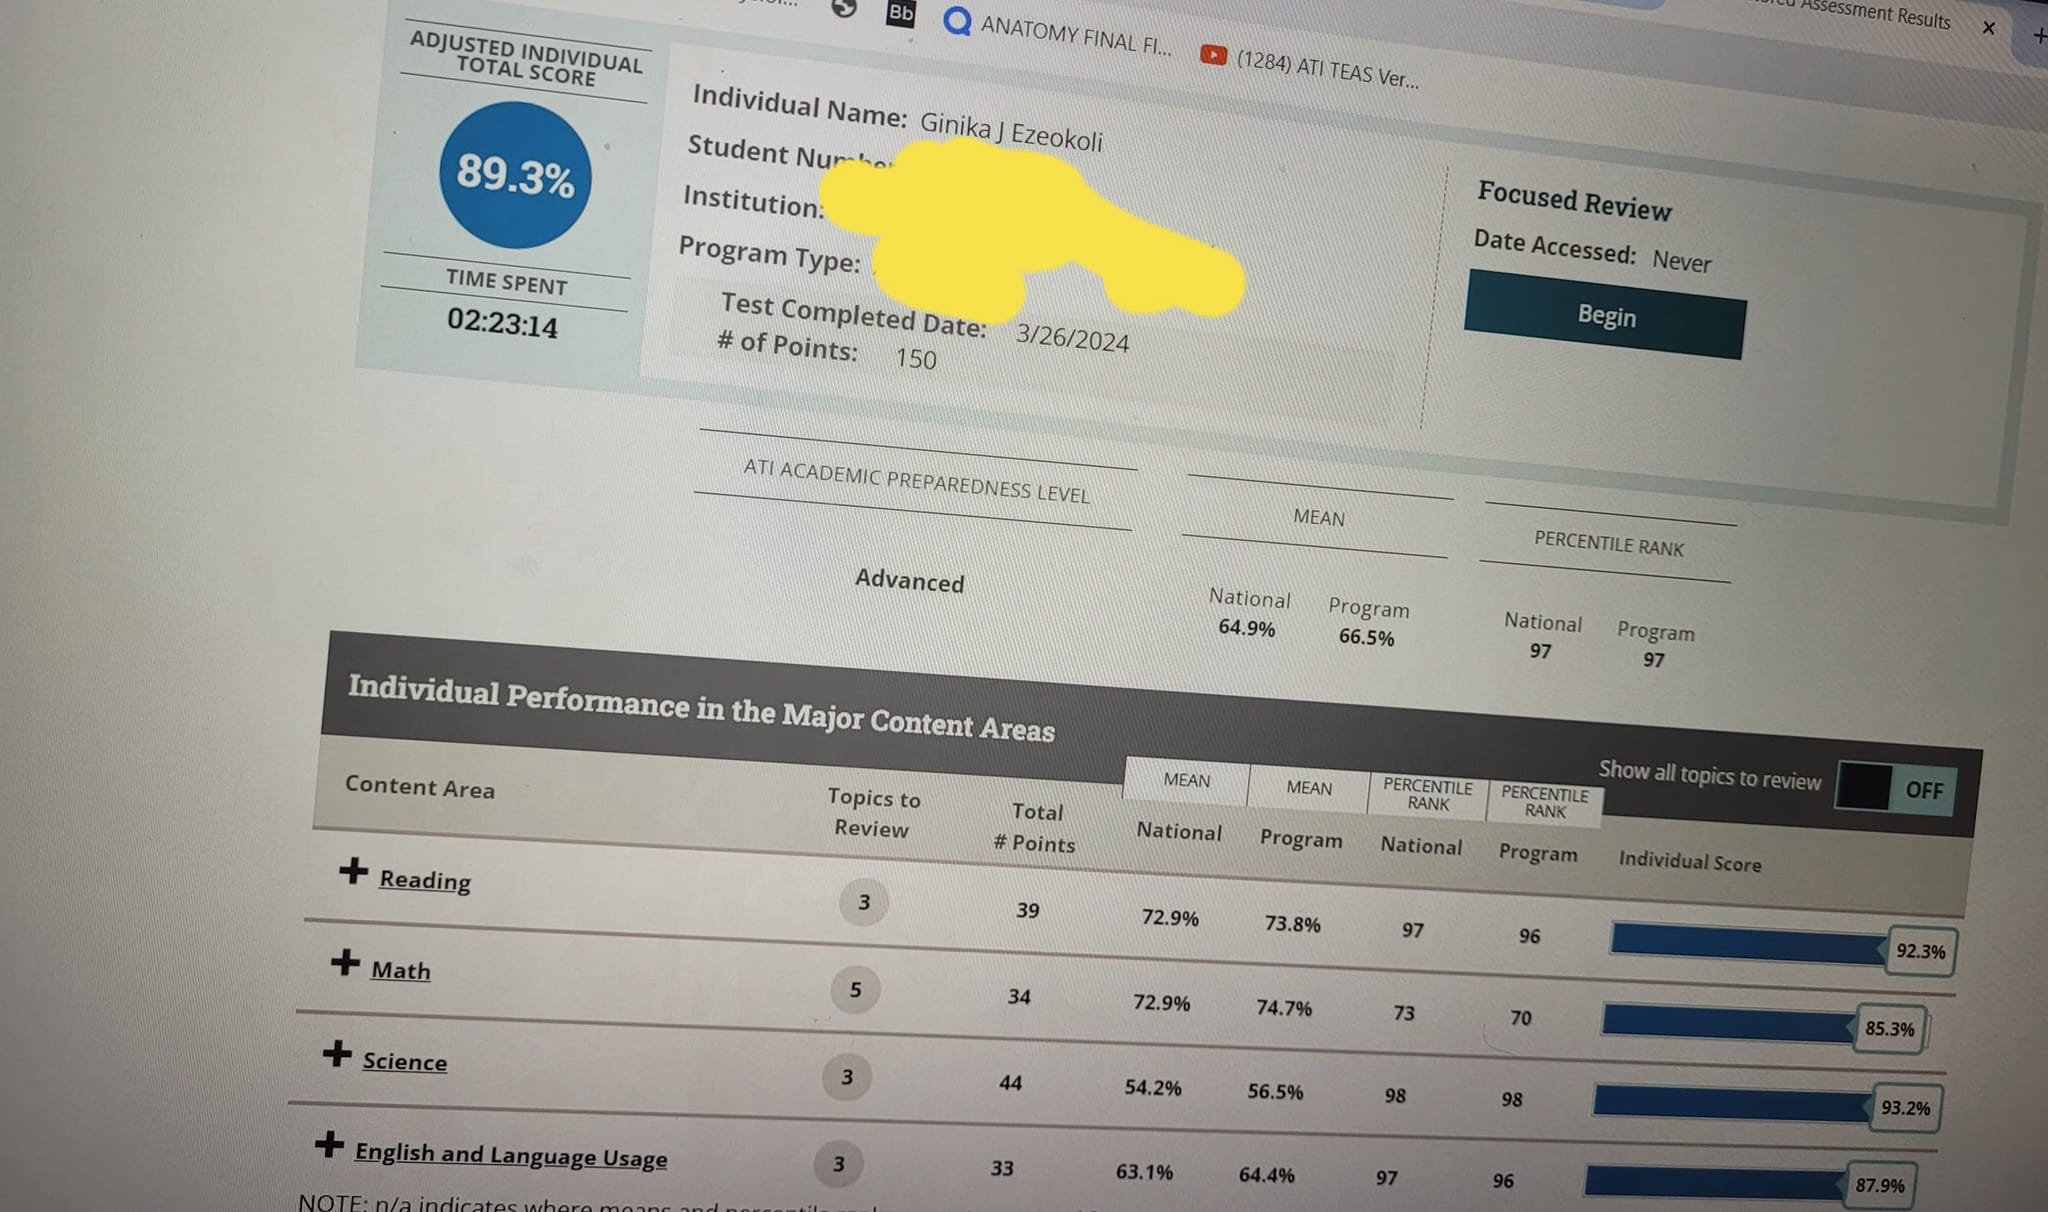 Bb
ANATOMY FINAL FI...
(1284) ATI TEAS Ver...
Assessment Results
ADJUSTED INDIVIDUAL
TOTAL SCORE
89.3%
TIME SPENT
02:23:14
Individual Name: Ginika J Ezeokoli
Student Number
Institution:
Program Type:
Test Completed Date: 3/26/2024
# of Points: 150
Focused Review
Date Accessed: Never
Begin
ATI ACADEMIC PREPAREDNESS LEVEL
MEAN
PERCENTILE RANK
Advanced
National Program
64.9% 66.5%
National Program
97 97
Individual Performance in the Major Content Areas
Show all topics to review OFF
Content Area
Topics to
Review
Total
# Points
MEAN
National
MEAN
Program
PERCENTILE
RANK
National
PERCENTILE
RANK
Program
Individual Score
+ Reading 3 39 72.9% 73.8% 97 96 92.3%
+ Math 5 34 72.9% 74.7% 73 70 85.3%
+ Science 3 44 54.2% 56.5% 98 98 93.2%
+ English and Language Usage 3 33 63.1% 64.4% 97 96 87.9%
NOTE: n/a indicates where means and